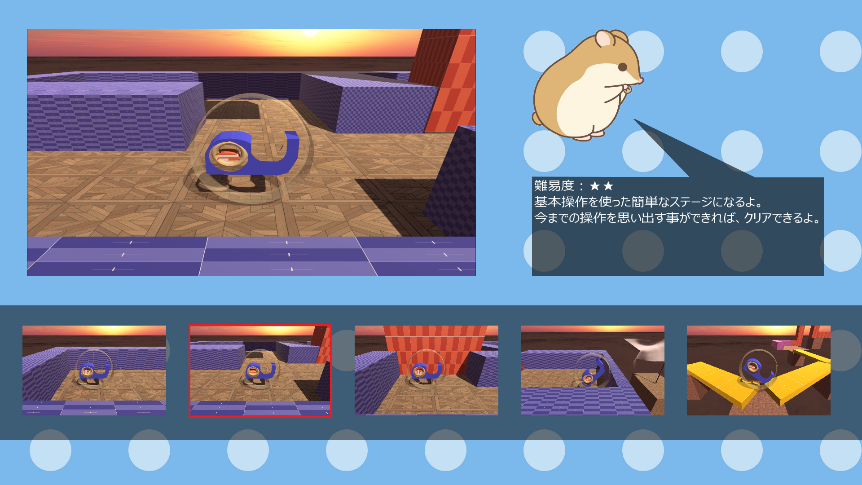 難易度：★★
基本操作を使った簡単なステージになるよ。
今までの操作を思い出す事ができれば、クリアできるよ。